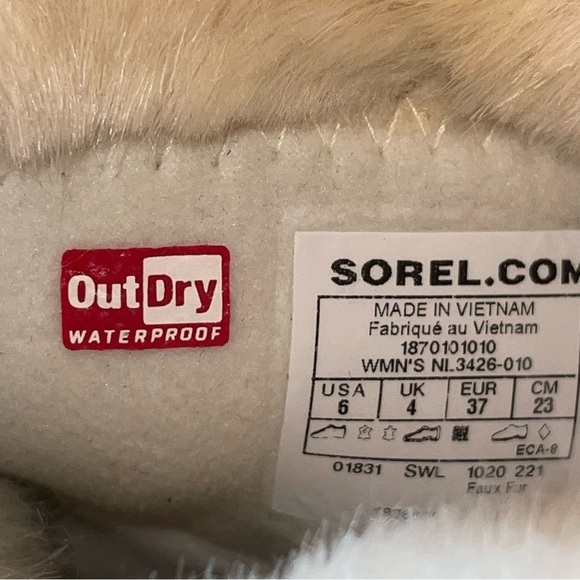 OutDry
WATERPROOF
SOREL.COM
MADE IN VIETNAM
Fabriqué au Vietnam
1870101010
WMN'S NL3426-010
USA UK EUR CM
6 4 37 23
ECA-8
01831 SWL 1020 221
Faux Fur